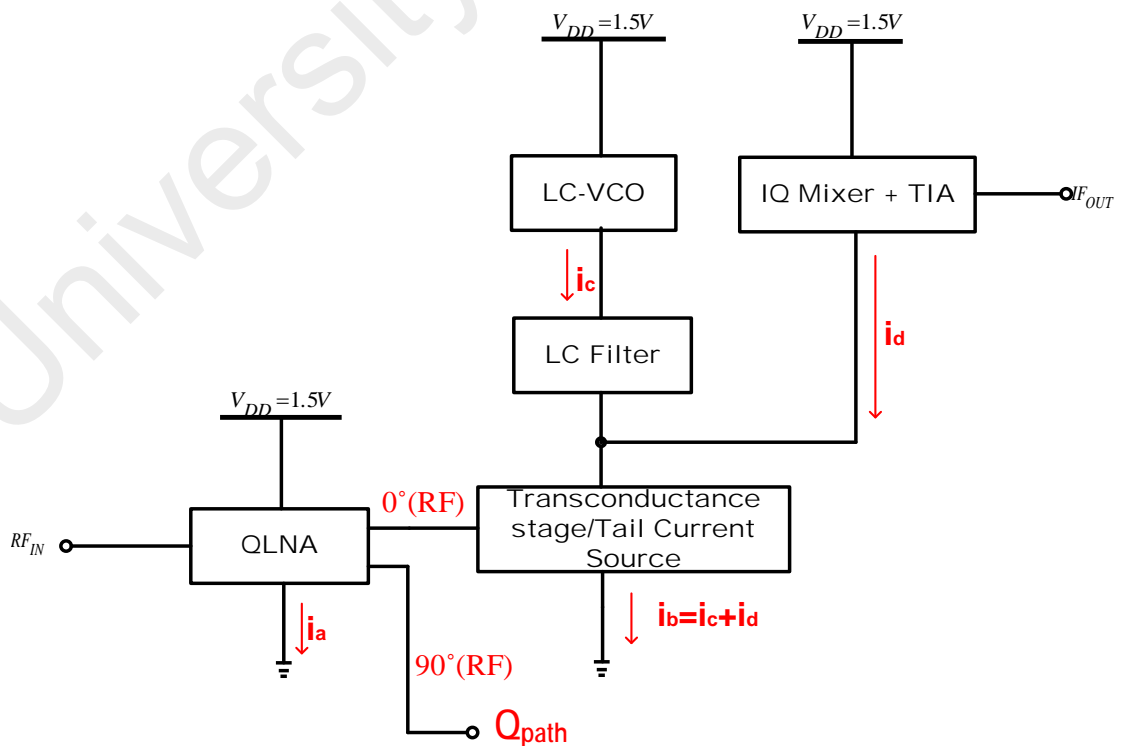 University
V_DD=1.5V
V_DD=1.5V
LC-VCO
IQ Mixer + TIA
IF_OUT
ic
LC Filter
id
V_DD=1.5V
0°(RF)
Transconductance
stage/Tail Current
Source
RF_IN
QLNA
ia
ib=ic+id
90°(RF)
Qpath